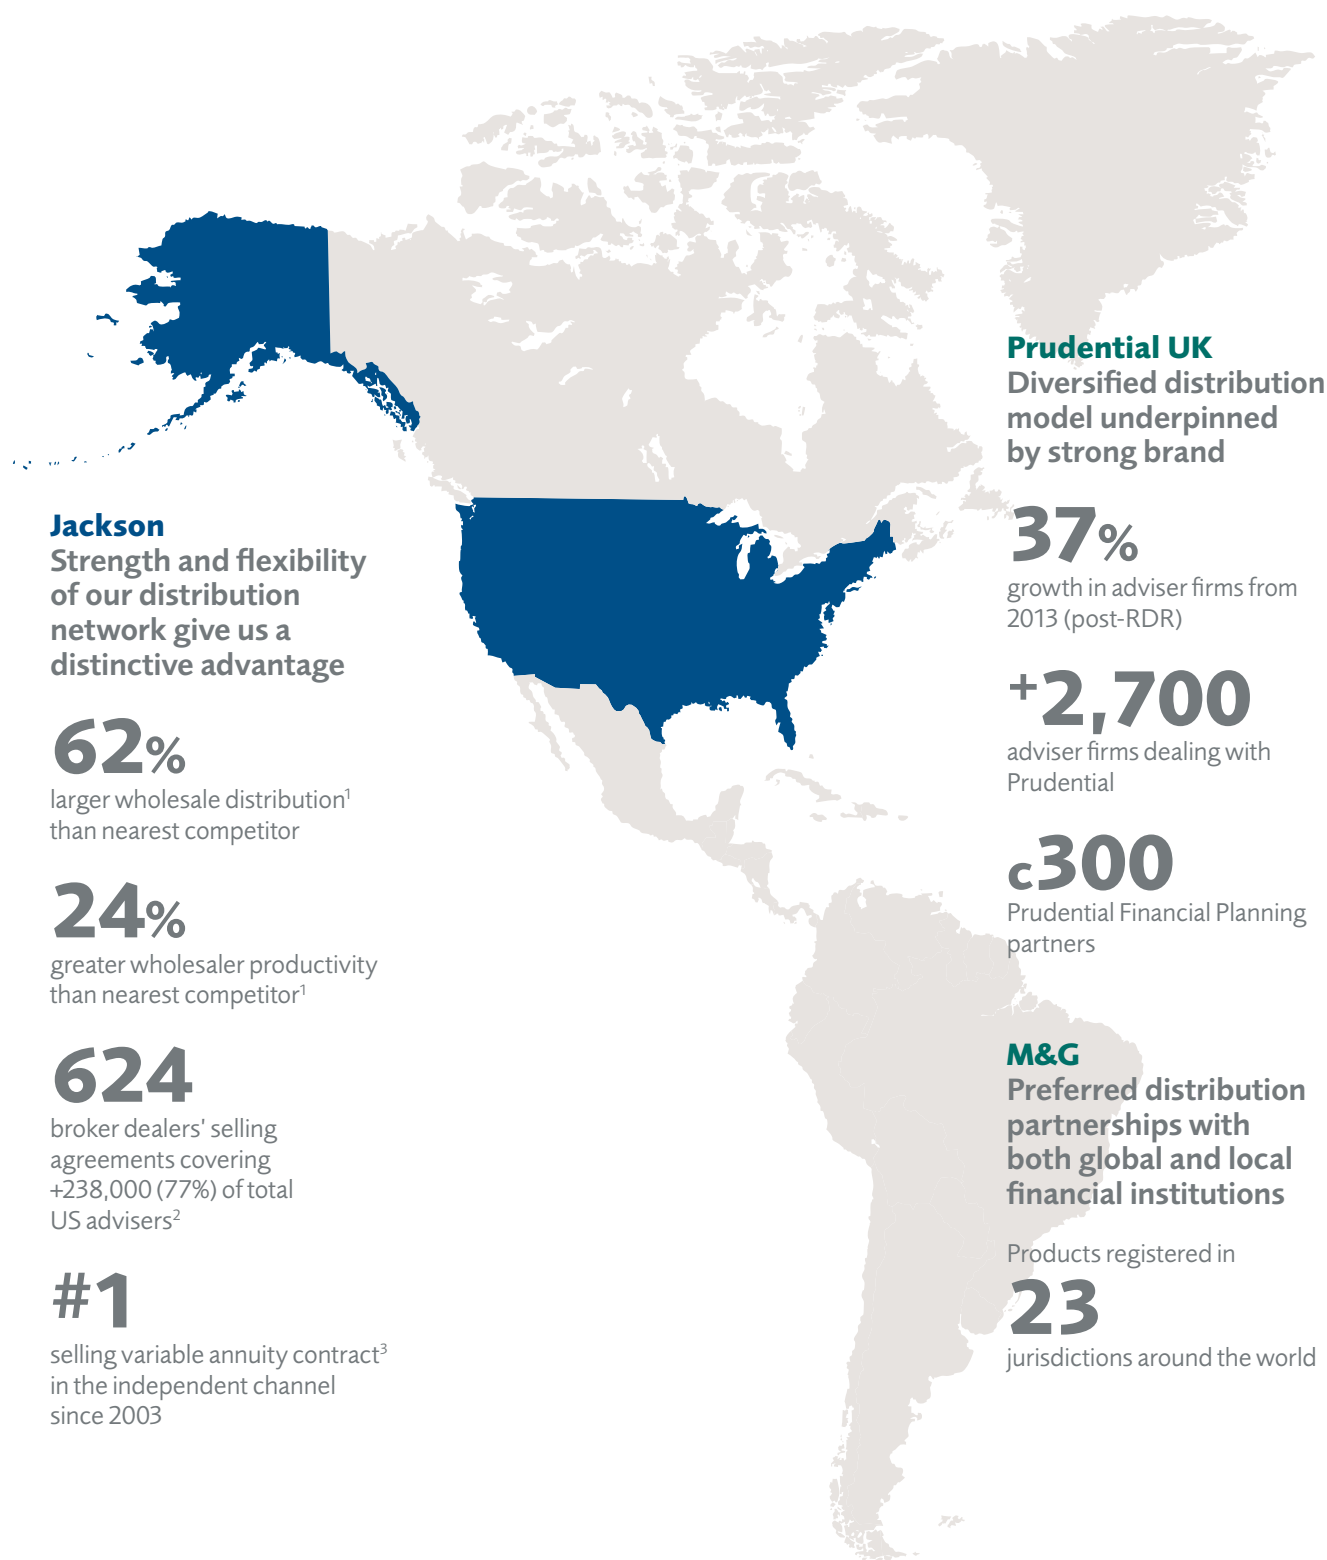 Jackson
Strength and flexibility
of our distribution
network give us a
distinctive advantage
62%
larger wholesale distribution¹
than nearest competitor
24%
greater wholesaler productivity
than nearest competitor¹
624
broker dealers' selling
agreements covering
+238,000 (77%) of total
US advisers²
#1
selling variable annuity contract³
in the independent channel
since 2003
Prudential UK
Diversified distribution
model underpinned
by strong brand
37%
growth in adviser firms from
2013 (post-RDR)
+2,700
adviser firms dealing with
Prudential
c300
Prudential Financial Planning
partners
M&G
Preferred distribution
partnerships with
both global and local
financial institutions
Products registered in
23
jurisdictions around the world